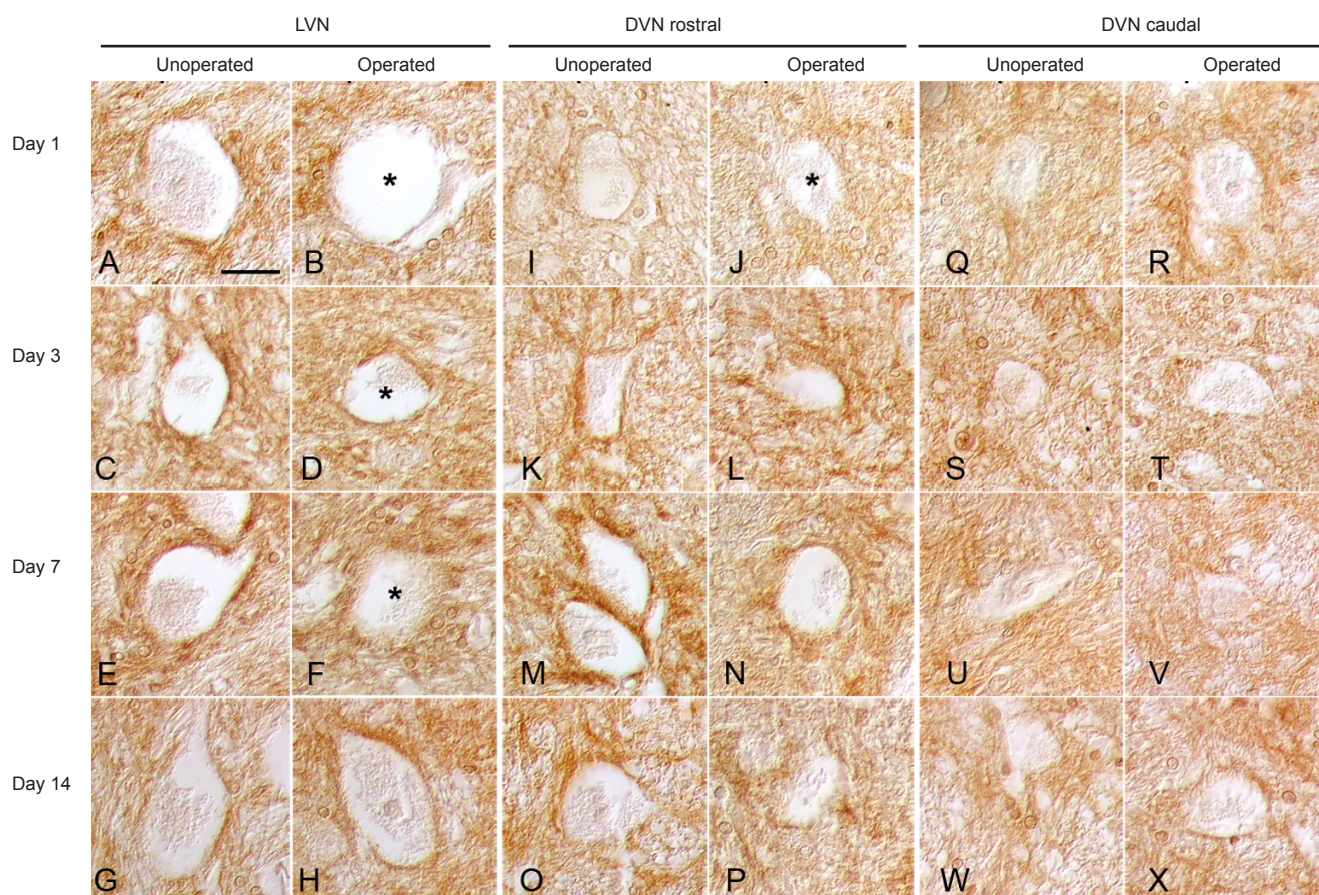 LVN DVN rostral DVN caudal
Unoperated Operated Unoperated Operated Unoperated Operated
Day 1
A B I J Q R
* *
Day 3
C D K L S T
*
Day 7
E F M N U V
*
Day 14
G H O P W X